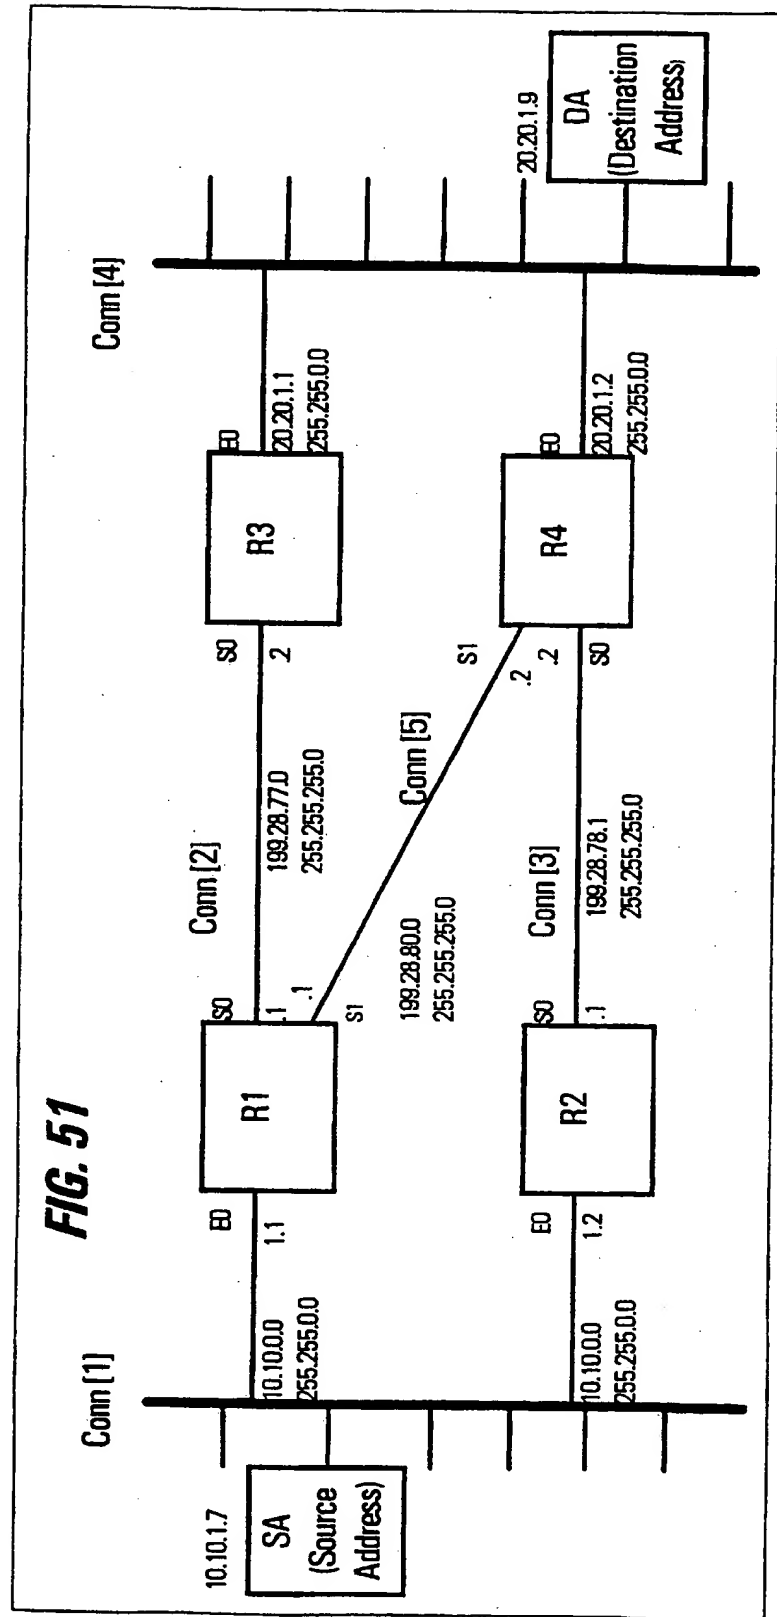 FIG. 51
Conn [1]
10.10.1.7
SA
(Source
Address)
10.10.0.0
255.255.0.0
E0
1.1
R1
S0
.1
.1
S1
Conn [2]
199.28.77.0
255.255.255.0
S0
.2
R3
E0
20.20.1.1
255.255.0.0
Conn [4]
199.28.80.0
255.255.255.0
Conn [5]
S1
.2
10.10.0.0
255.255.0.0
E0
1.2
R2
S0
.1
Conn [3]
199.28.78.1
255.255.255.0
.2
S0
R4
E0
20.20.1.2
255.255.0.0
20.20.1.9
DA
(Destination
Address)